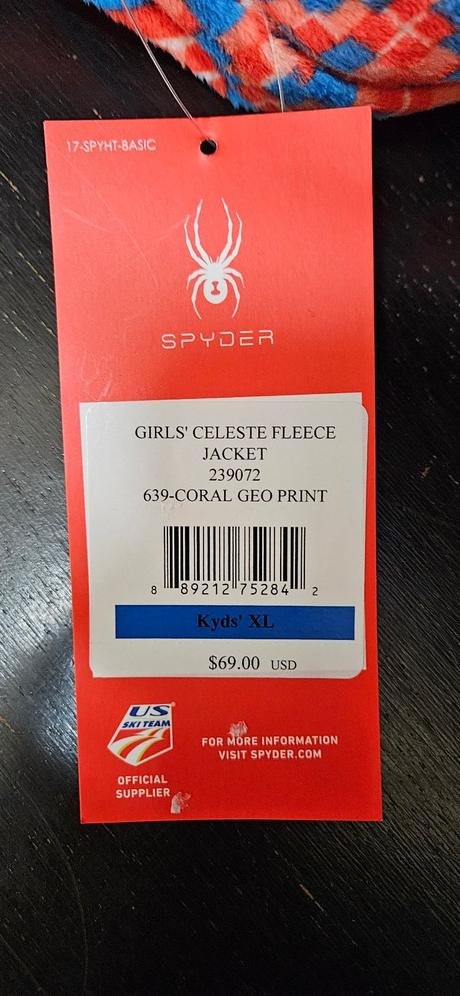 17-SPYHT-BASIC
SPYDER
GIRLS' CELESTE FLEECE
JACKET
239072
639-CORAL GEO PRINT
8 89212 75284 2
Kyds' XL
$69.00 USD
US
SKI TEAM
OFFICIAL
SUPPLIER
FOR MORE INFORMATION
VISIT SPYDER.COM